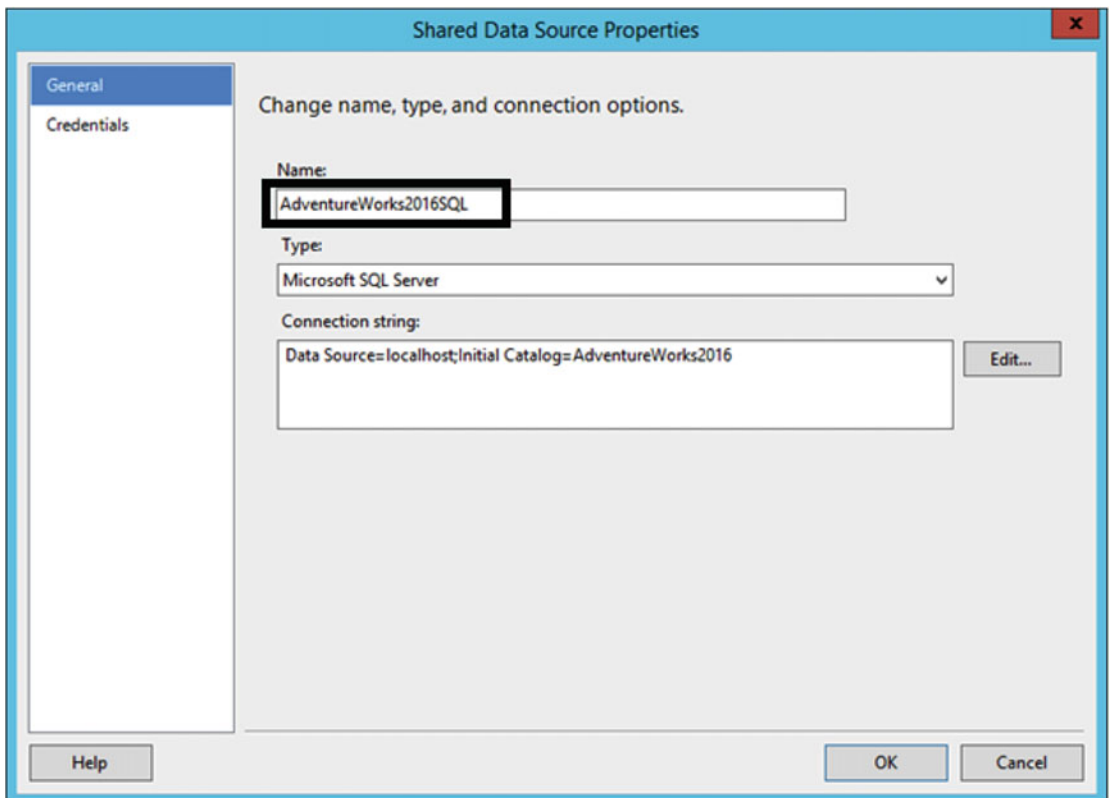 Shared Data Source Properties
x
General
Credentials
Change name, type, and connection options.
Name:
AdventureWorks2016SQL
Type:
Microsoft SQL Server
Connection string:
Data Source=localhost;Initial Catalog=AdventureWorks2016
Edit...
Help
OK
Cancel